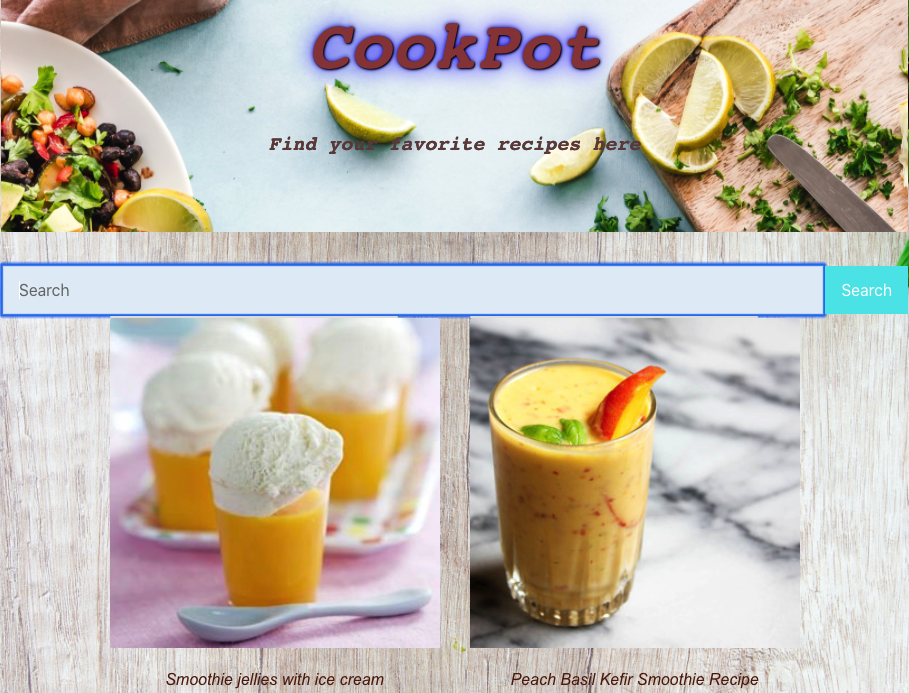 CookPot
Find your favorite recipes here
Search Search
Smoothie jellies with ice cream
Peach Basil Kefir Smoothie Recipe